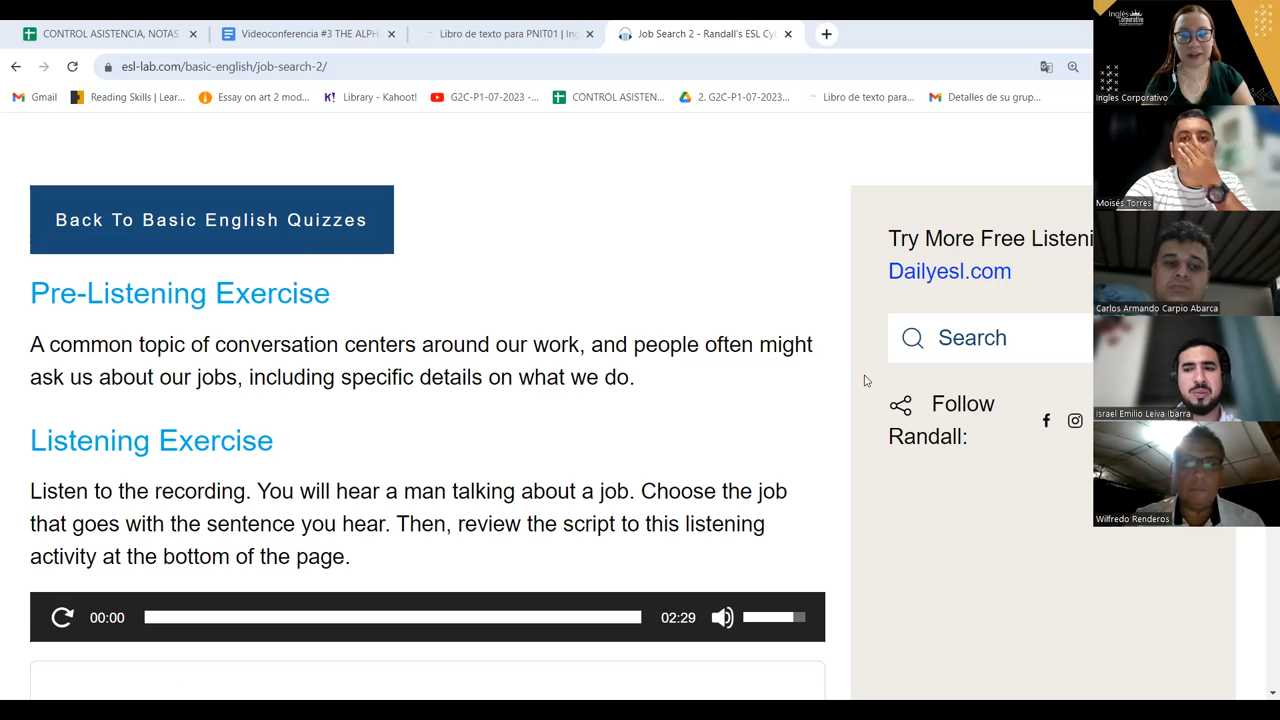 CONTROL ASISTENCIA, NOTAS
Videoconferencia #3 THE ALPH
Libro de texto para PNIT01 | Ing
Job Search 2 - Randall's ESL Cyb
esl-lab.com/basic-english/job-search-2/
Gmail
Reading Skills | Lear...
Essay on art 2 mod...
Library - Kahoot!
G2C-P1-07-2023 -...
CONTROL ASISTEN...
2. G2C-P1-07-2023...
Libro de texto para...
Detalles de su grup...
Back To Basic English Quizzes
Pre-Listening Exercise
A common topic of conversation centers around our work, and people often might
ask us about our jobs, including specific details on what we do.
Listening Exercise
Listen to the recording. You will hear a man talking about a job. Choose the job
that goes with the sentence you hear. Then, review the script to this listening
activity at the bottom of the page.
00:00
02:29
Try More Free Listeni
Dailyesl.com
Search
Follow
Randall:
Inglés
Corporativo
Ingles Corporativo
Moisés Torres
Carlos Armando Carpio Abarca
Israel Emilio Leiva Ibarra
Wilfredo Renderos